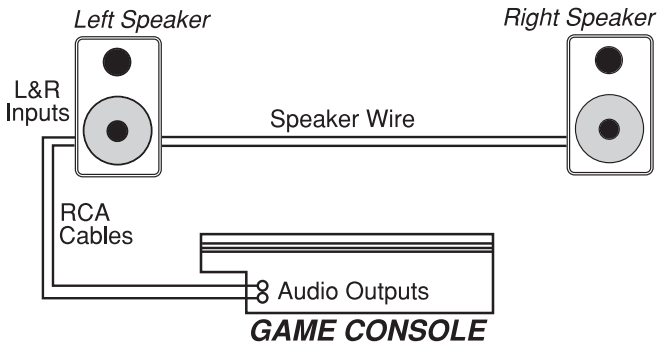 Left Speaker
Right Speaker
L&R
Inputs
Speaker Wire
RCA
Cables
Audio Outputs
GAME CONSOLE